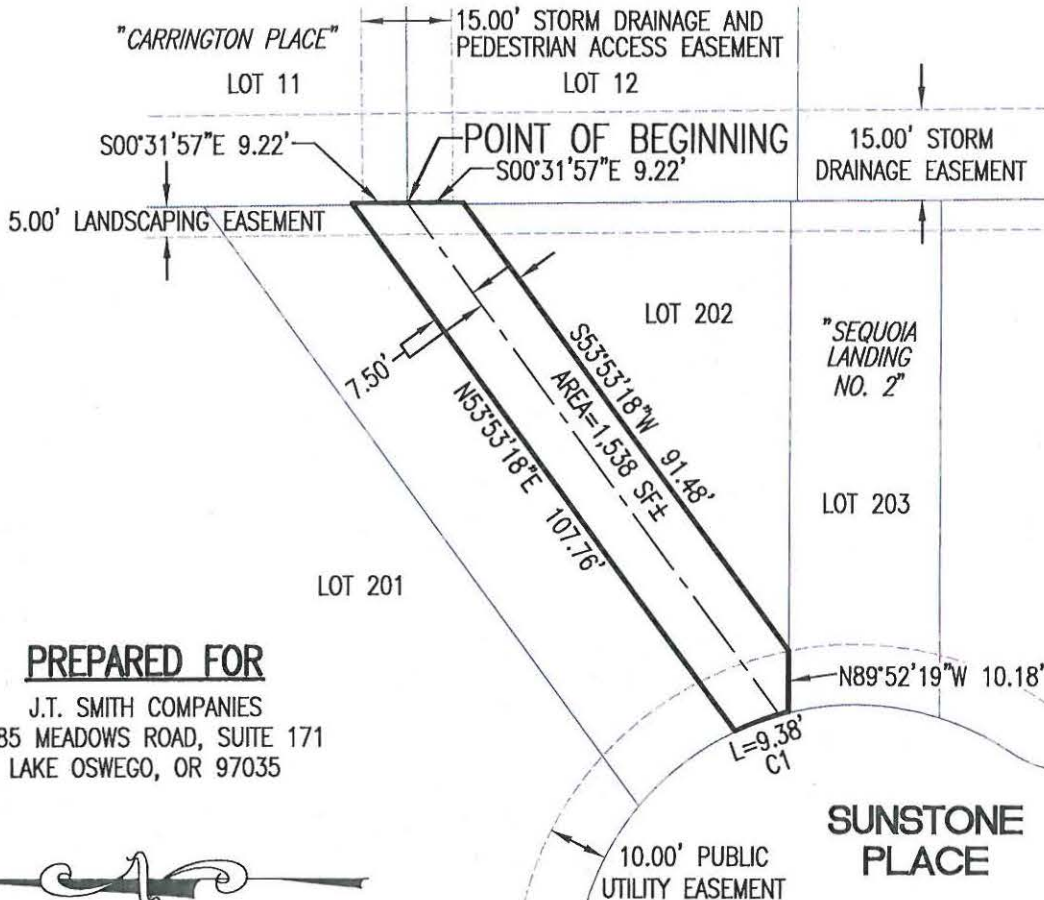 "CARRINGTON PLACE"
LOT 11
15.00' STORM DRAINAGE AND
PEDESTRIAN ACCESS EASEMENT
LOT 12
S00°31'57"E 9.22'
POINT OF BEGINNING
S00°31'57"E 9.22'
15.00' STORM
DRAINAGE EASEMENT
5.00' LANDSCAPING EASEMENT
LOT 202
"SEQUOIA
LANDING
NO. 2"
7.50'
S53°53'18"W 91.48'
AREA=1,538 SF±
N53°53'18"E 107.76'
LOT 203
LOT 201
N89°52'19"W 10.18'
L=9.38'
C1
PREPARED FOR
J.T. SMITH COMPANIES
85 MEADOWS ROAD, SUITE 171
LAKE OSWEGO, OR 97035
SUNSTONE
PLACE
10.00' PUBLIC
UTILITY EASEMENT